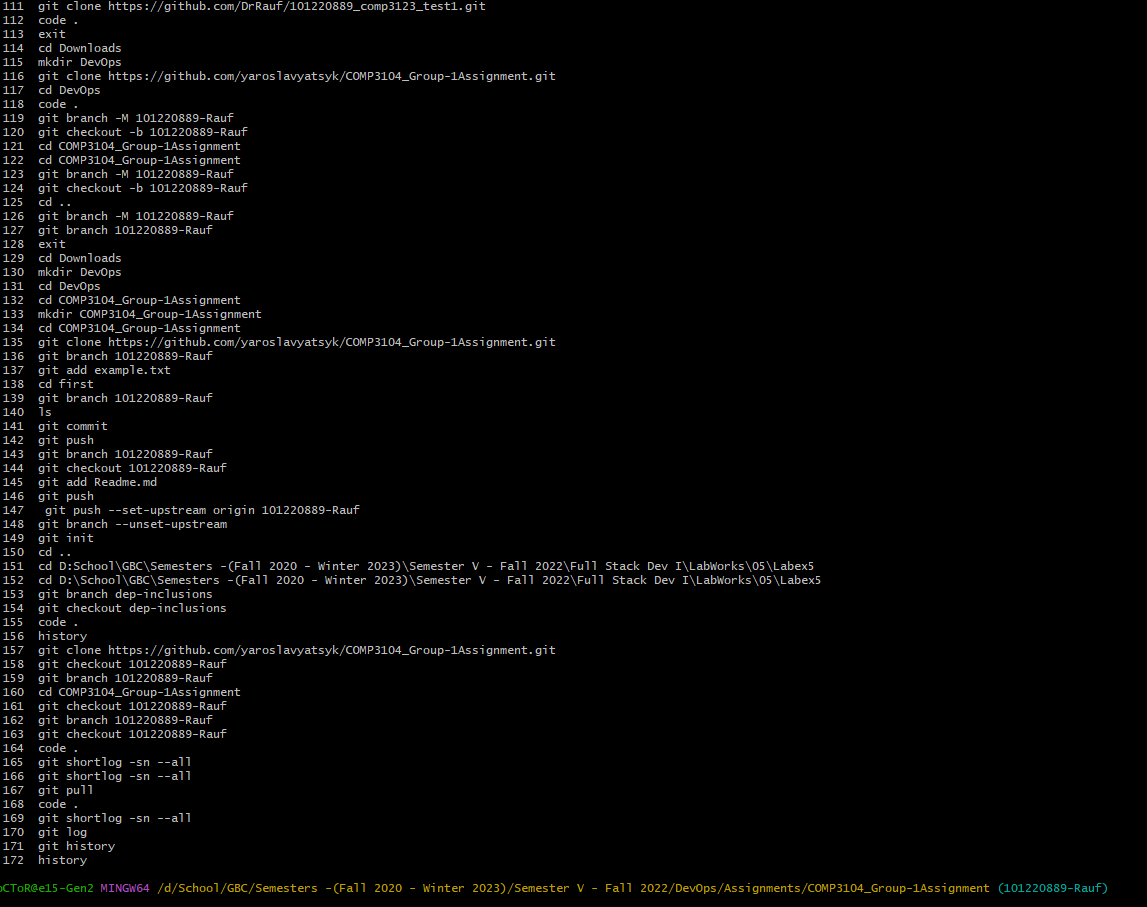 111  git clone https://github.com/DrRauf/101220889_comp3123_test1.git
112  code .
113  exit
114  cd Downloads
115  mkdir DevOps
116  git clone https://github.com/yaroslavyatsyk/COMP3104_Group-1Assignment.git
117  cd DevOps
118  code .
119  git branch -M 101220889-Rauf
120  git checkout -b 101220889-Rauf
121  cd COMP3104_Group-1Assignment
122  cd COMP3104_Group-1Assignment
123  git branch -M 101220889-Rauf
124  git checkout -b 101220889-Rauf
125  cd ..
126  git branch -M 101220889-Rauf
127  git branch 101220889-Rauf
128  exit
129  cd Downloads
130  mkdir DevOps
131  cd DevOps
132  cd COMP3104_Group-1Assignment
133  mkdir COMP3104_Group-1Assignment
134  cd COMP3104_Group-1Assignment
135  git clone https://github.com/yaroslavyatsyk/COMP3104_Group-1Assignment.git
136  git branch 101220889-Rauf
137  git add example.txt
138  cd first
139  git branch 101220889-Rauf
140  ls
141  git commit
142  git push
143  git branch 101220889-Rauf
144  git checkout 101220889-Rauf
145  git add Readme.md
146  git push
147   git push --set-upstream origin 101220889-Rauf
148  git branch --unset-upstream
149  git init
150  cd ..
151  cd D:School\GBC\Semesters -(Fall 2020 - Winter 2023)\Semester V - Fall 2022\Full Stack Dev I\LabWorks\05\Labex5
152  cd D:\School\GBC\Semesters -(Fall 2020 - Winter 2023)\Semester V - Fall 2022\Full Stack Dev I\LabWorks\05\Labex5
153  git branch dep-inclusions
154  git checkout dep-inclusions
155  code .
156  history
157  git clone https://github.com/yaroslavyatsyk/COMP3104_Group-1Assignment.git
158  git checkout 101220889-Rauf
159  git branch 101220889-Rauf
160  cd COMP3104_Group-1Assignment
161  git checkout 101220889-Rauf
162  git branch 101220889-Rauf
163  git checkout 101220889-Rauf
164  code .
165  git shortlog -sn --all
166  git shortlog -sn --all
167  git pull
168  code .
169  git shortlog -sn --all
170  git log
171  git history
172  history
oCToR@e15-Gen2 MINGW64 /d/School/GBC/Semesters -(Fall 2020 - Winter 2023)/Semester V - Fall 2022/DevOps/Assignments/COMP3104_Group-1Assignment (101220889-Rauf)